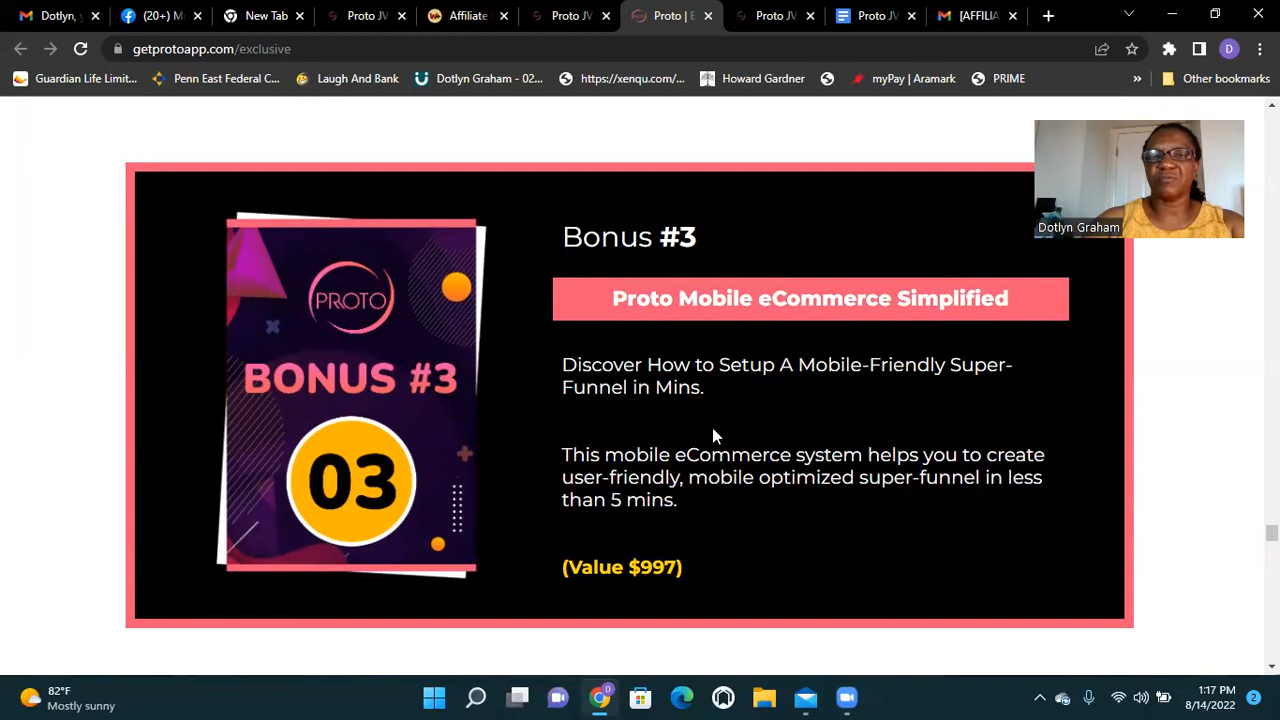 Dotlyn, y
(20+) M
New Tab
Proto JV
Affiliate
Proto JV
Proto | E
Proto JV
Proto JV
[AFFILIA
getprotoapp.com/exclusive
D
Guardian Life Limit...
Penn East Federal C...
Laugh And Bank
Dotlyn Graham - 02...
https://xenqu.com/...
Howard Gardner
myPay | Aramark
PRIME
»
Other bookmarks
Dotlyn Graham
PROTO
BONUS #3
03
Bonus #3
Proto Mobile eCommerce Simplified
Discover How to Setup A Mobile-Friendly Super-
Funnel in Mins.
This mobile eCommerce system helps you to create
user-friendly, mobile optimized super-funnel in less
than 5 mins.
(Value $997)
82°F
Mostly sunny
D
1:17 PM
8/14/2022
2